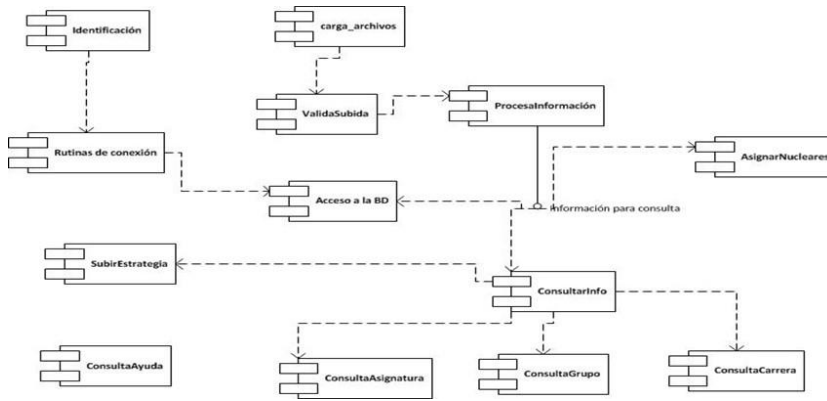 Identificación
carga_archivos
ValidaSubida
ProcesaInformación
Rutinas de conexión
AsignarNucleares
Acceso a la BD
Información para consulta
SubirEstrategia
ConsultarInfo
ConsultaAyuda
ConsultaAsignatura
ConsultaGrupo
ConsultaCarrera